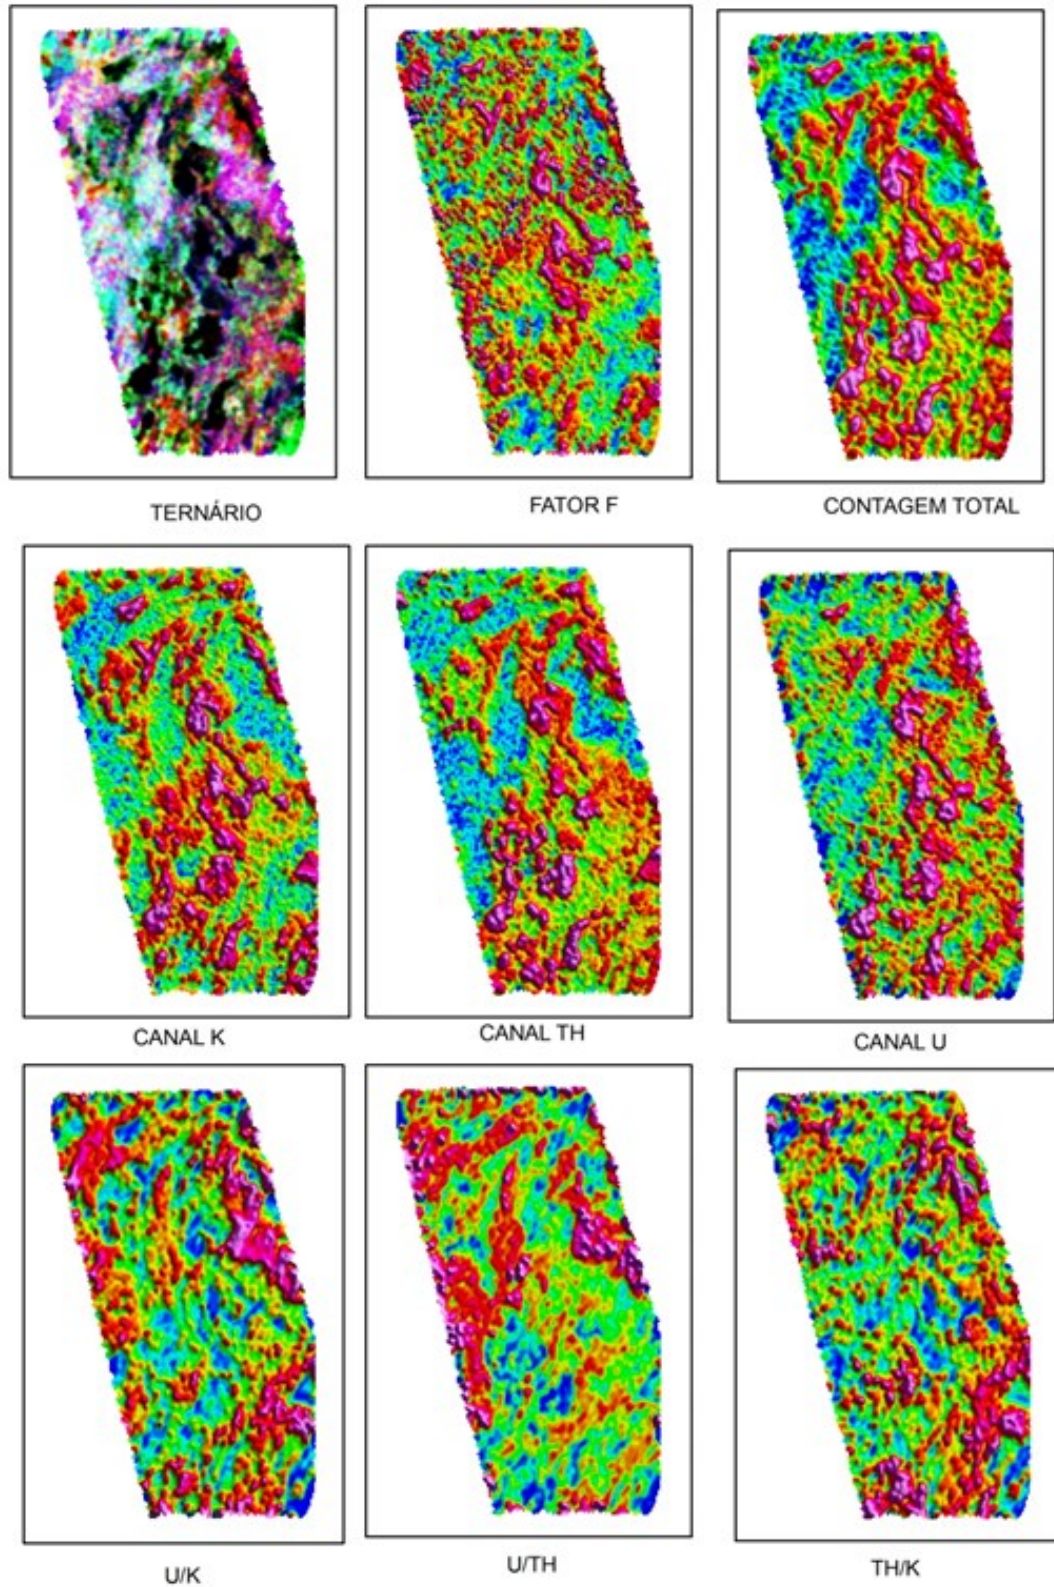 TERNÁRIO
FATOR F
CONTAGEM TOTAL
CANAL K
CANAL TH
CANAL U
U/K
U/TH
TH/K